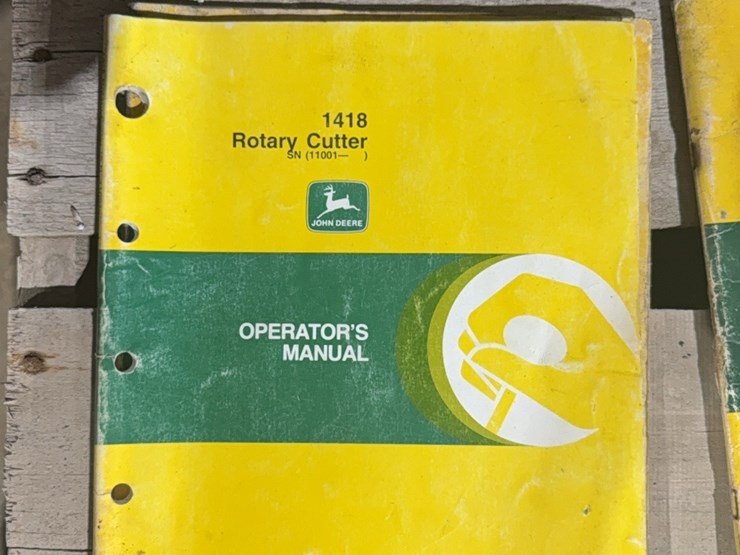 1418
Rotary Cutter
SN (11001— )
JOHN DEERE
OPERATOR'S
MANUAL